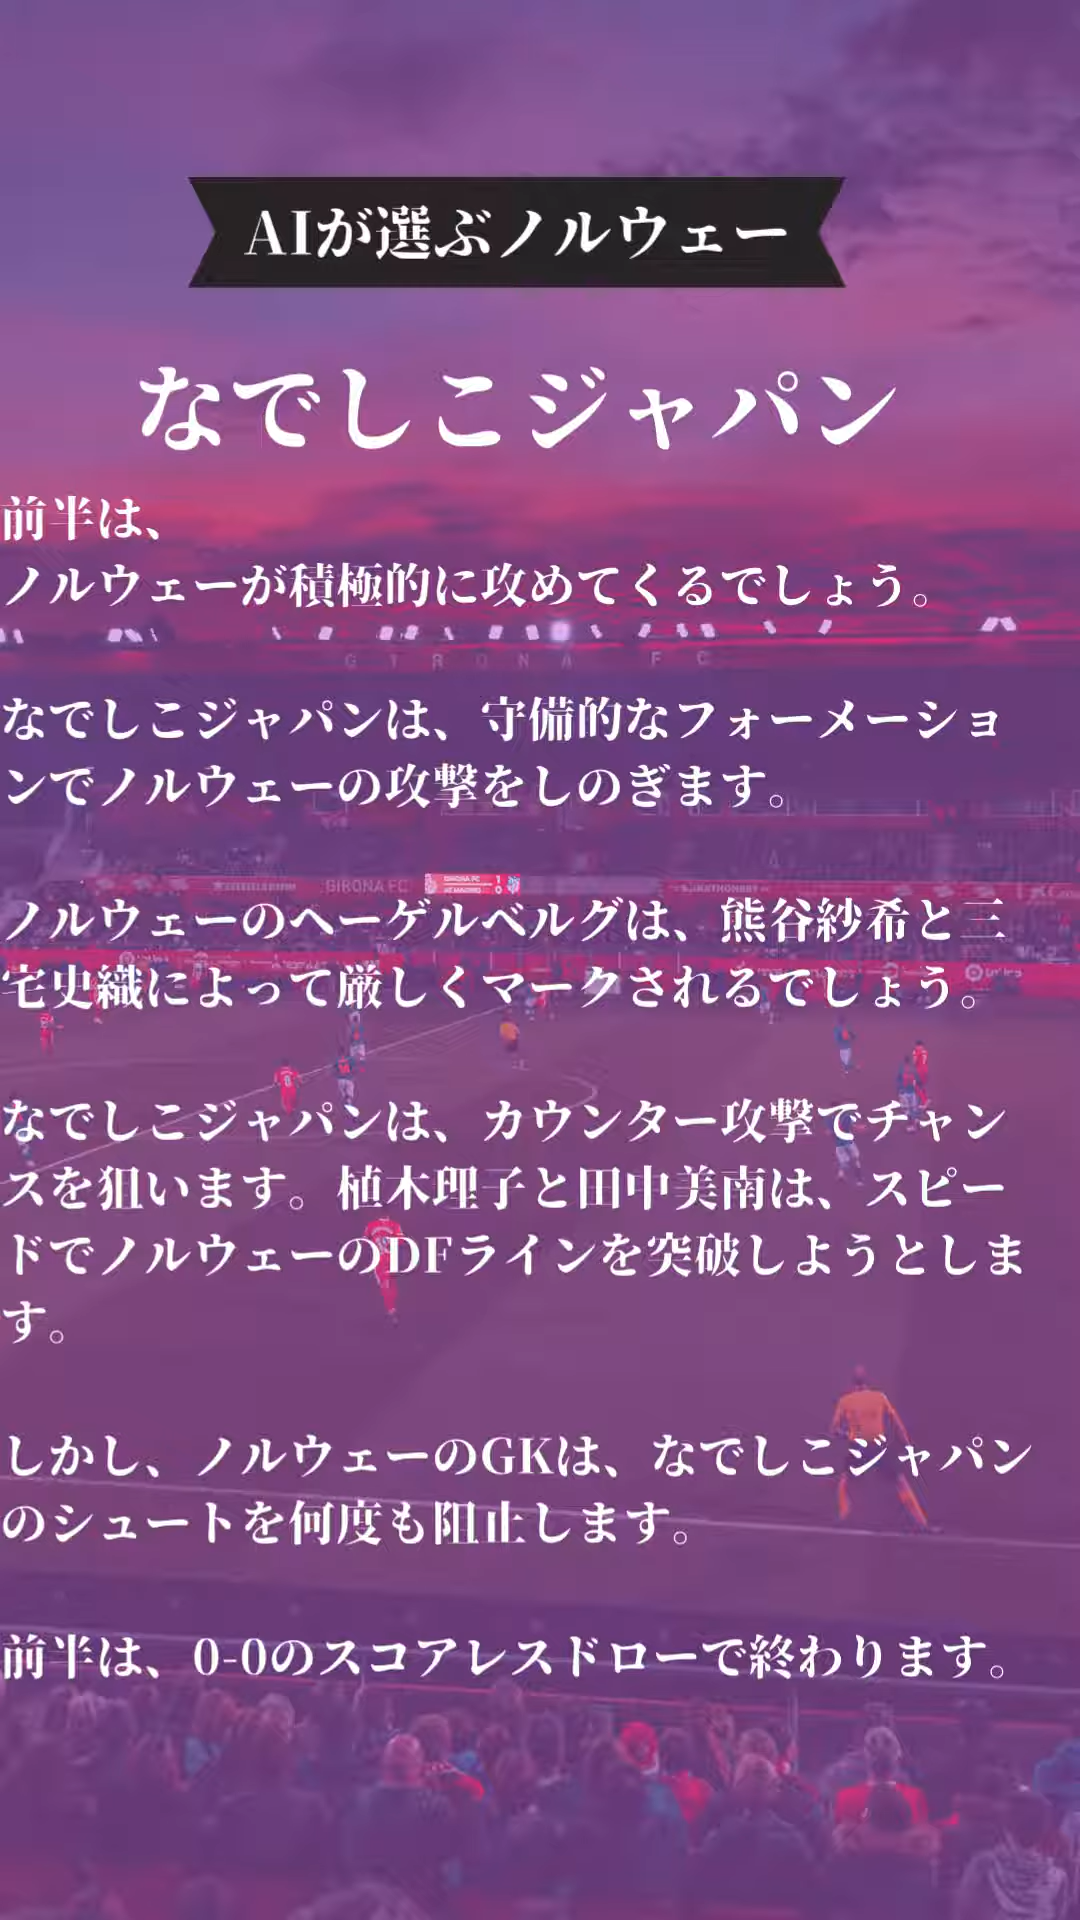 AIが選ぶノルウェー
なでしこジャパン
前半は、
ノルウェーが積極的に攻めてくるでしょう。
GIRONA FC
なでしこジャパンは、守備的なフォーメーショ
ンでノルウェーの攻撃をしのぎます。
GIRONA FC
GIRONA FC 1
0
ノルウェーのヘーゲルベルグは、熊谷紗希と三
宅史織によって厳しくマークされるでしょう。
なでしこジャパンは、カウンター攻撃でチャン
スを狙います。植木理子と田中美南は、スピー
ドでノルウェーのDFラインを突破しようとしま
す。
しかし、ノルウェーのGKは、なでしこジャパン
のシュートを何度も阻止します。
前半は、0-0のスコアレスドローで終わります。